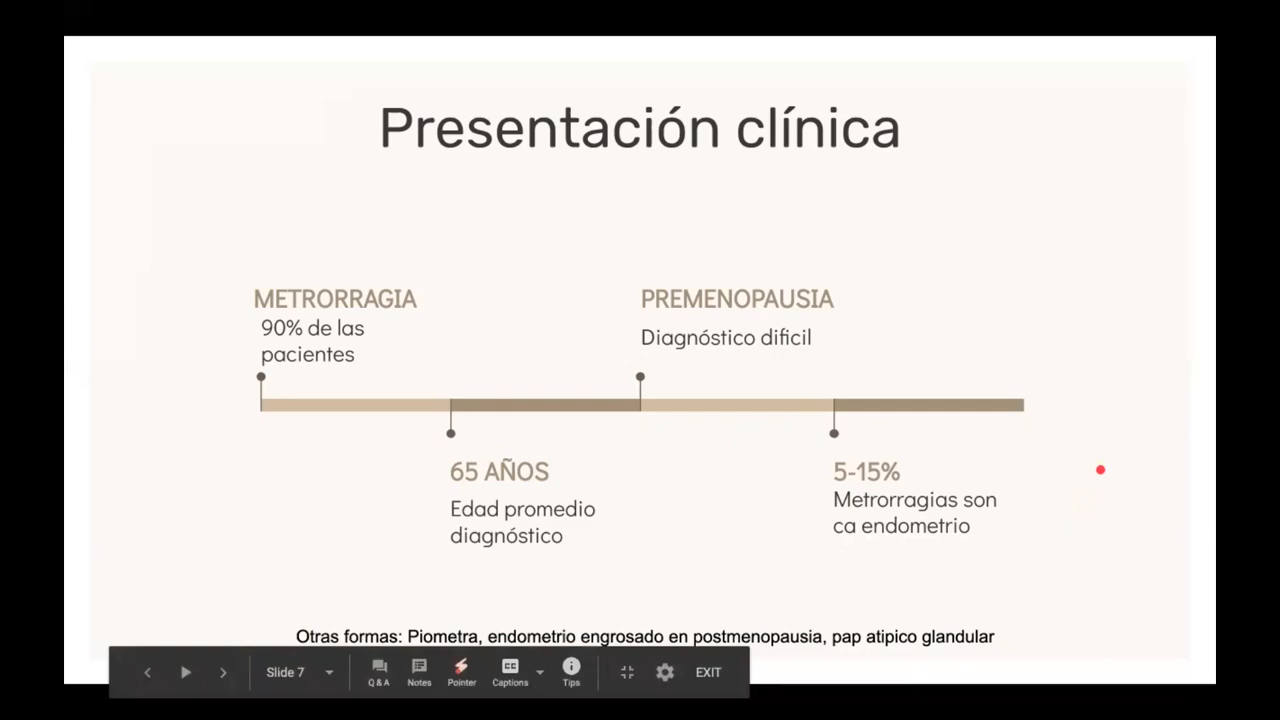 Presentación clínica
METRORRAGIA
90% de las
pacientes
PREMENOPAUSIA
Diagnóstico dificil
65 AÑOS
Edad promedio
diagnóstico
5-15%
Metrorragias son
ca endometrio
Otras formas: Piometra, endometrio engrosado en postmenopausia, pap atipico glandular
Slide 7
Q & A
Notes
Pointer
CC
Captions
Tips
EXIT